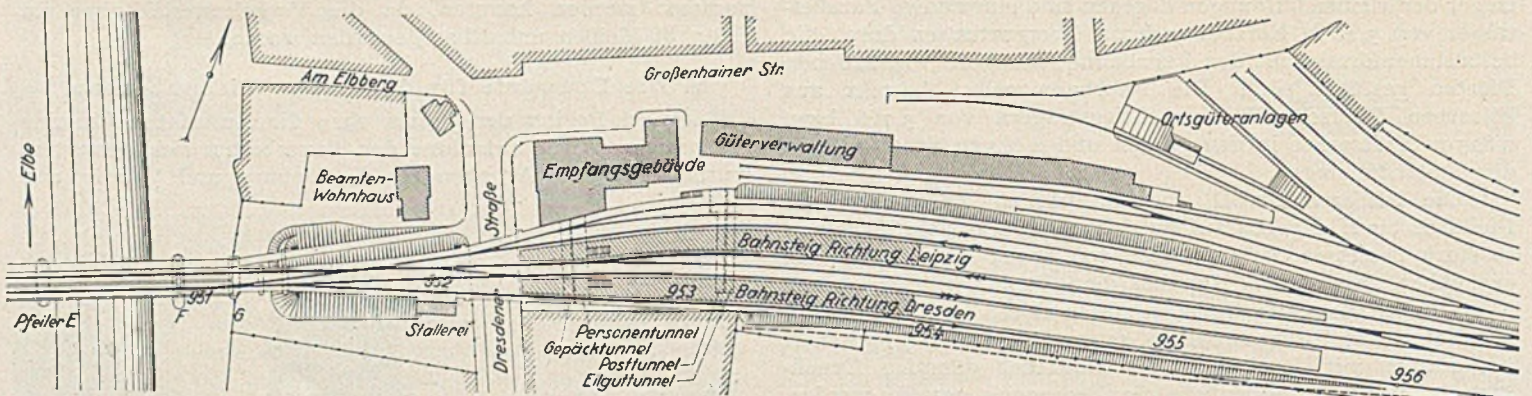 Am Elbberg
Großenhainer Str.
Elbe
Beamten-
Wohnhaus
Straße
Empfangsgebäude
Güterverwaltung
Ortsgüteranlagen
Bahnsteig Richtung Leipzig
Bahnsteig Richtung Dresden
951
952
953
954
955
956
Pfeiler E
F
G
Stallerei
Dresdener
Personentunnel
Gepäcktunnel
Posttunnel
Eilguttunnel